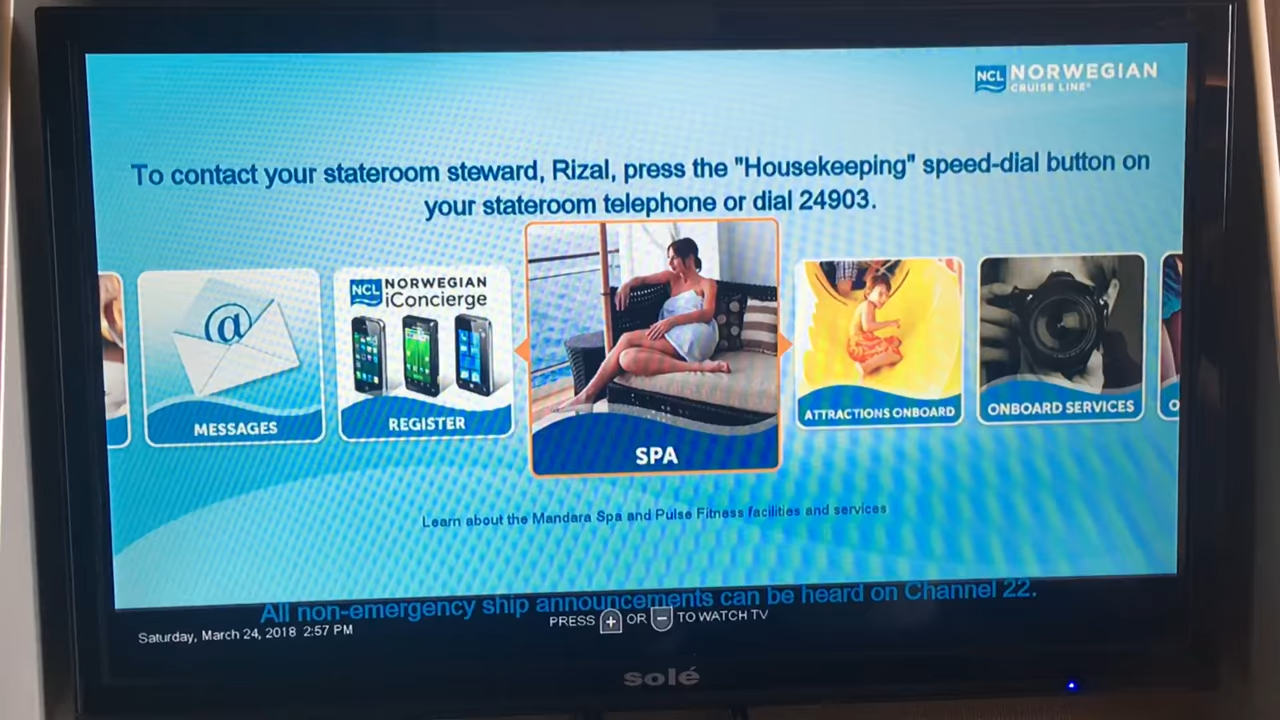 NCL NORWEGIAN
CRUISE LINE®
To contact your stateroom steward, Rizal, press the "Housekeeping" speed-dial button on
your stateroom telephone or dial 24903.
@
MESSAGES
NCL NORWEGIAN
iConcierge
REGISTER
SPA
ATTRACTIONS ONBOARD
ONBOARD SERVICES
O
Learn about the Mandara Spa and Pulse Fitness facilities and services
All non-emergency ship announcements can be heard on Channel 22.
PRESS + OR − TO WATCH TV
Saturday, March 24, 2018 2:57 PM
solé